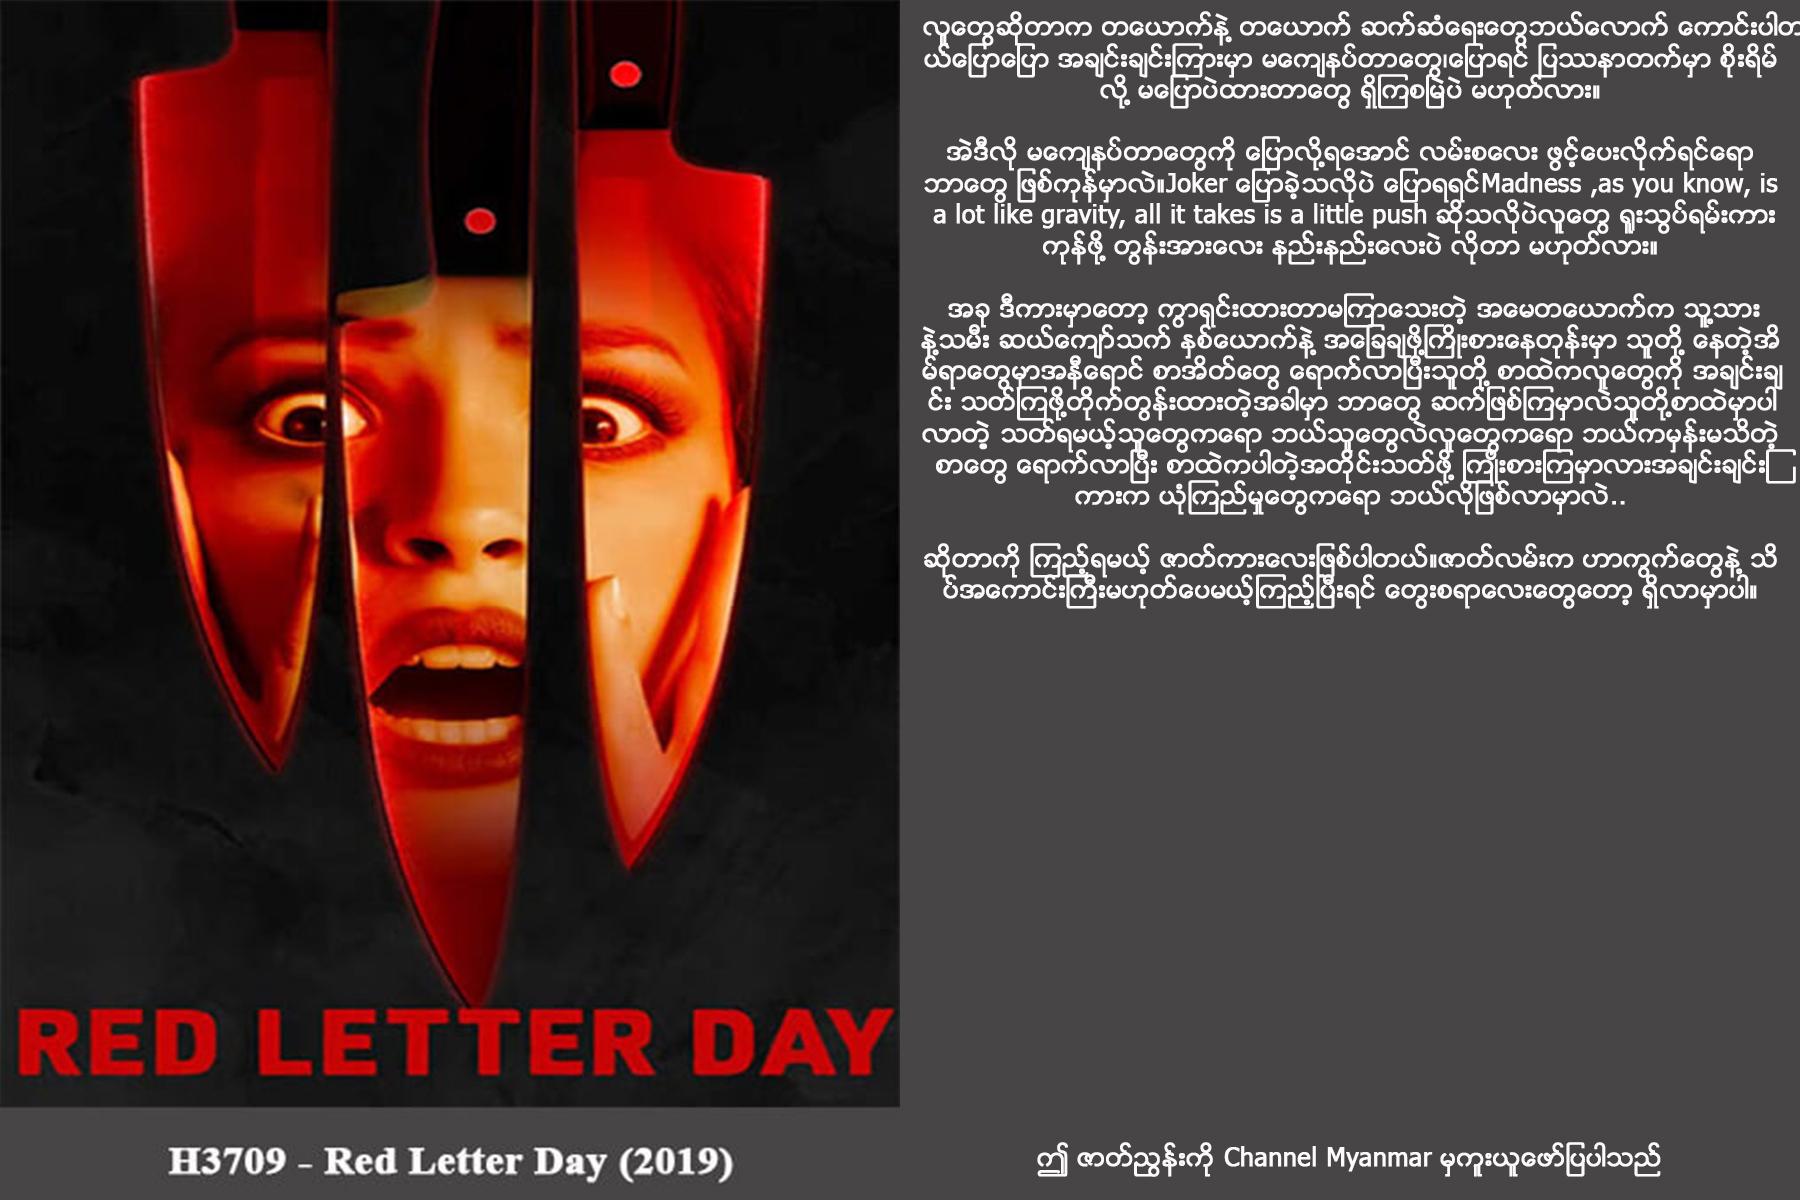 RED LETTER DAY
H3709 - Red Letter Day (2019)
လူတွေဆိုတာက တယောက်နဲ့ တယောက် ဆက်ဆံရေးတွေဘယ်လောက် ကောင်းပါတ
ယ်ပြောပြော အချင်းချင်းကြားမှာ မကျေနပ်တာတွေ၊ပြောရင် ပြဿနာတက်မှာ စိုးရိမ်
လို့ မပြောပဲထားတာတွေ ရှိကြစမြဲပဲ မဟုတ်လား။
အဲဒီလို မကျေနပ်တာတွေကို ပြောလို့ရအောင် လမ်းစလေး ဖွင့်ပေးလိုက်ရင်ရော
ဘာတွေ ဖြစ်ကုန်မှာလဲ။Joker ပြောခဲ့သလိုပဲ ပြောရရင်Madness ,as you know, is
a lot like gravity, all it takes is a little push ဆိုသလိုပဲလူတွေ ရူးသွပ်ရမ်းကား
ကုန်ဖို့ တွန်းအားလေး နည်းနည်းလေးပဲ လိုတာ မဟုတ်လား။
အခု ဒီကားမှာတော့ ကွာရှင်းထားတာမကြာသေးတဲ့ အမေတယောက်က သူ့သား
နဲ့သမီး ဆယ်ကျော်သက် နှစ်ယောက်နဲ့ အခြေချဖို့ကြိုးစားနေတုန်းမှာ သူတို့ နေတဲ့အိ
မ်ရာတွေမှာအနီရောင် စာအိတ်တွေ ရောက်လာပြီးသူတို့ စာထဲကလူတွေကို အချင်းချ
င်း သတ်ကြဖို့တိုက်တွန်းထားတဲ့အခါမှာ ဘာတွေ ဆက်ဖြစ်ကြမှာလဲသူတို့စာထဲမှာပါ
လာတဲ့ သတ်ရမယ့်သူတွေကရော ဘယ်သူတွေလဲလူတွေကရော ဘယ်ကမှန်းမသိတဲ့
စာတွေ ရောက်လာပြီး စာထဲကပါတဲ့အတိုင်းသတ်ဖို့ ကြိုးစားကြမှာလားအချင်းချင်းကြ
ကားက ယုံကြည်မှုတွေကရော ဘယ်လိုဖြစ်လာမှာလဲ..
ဆိုတာကို ကြည့်ရမယ့် ဇာတ်ကားလေးဖြစ်ပါတယ်။ဇာတ်လမ်းက ဟာကွက်တွေနဲ့ သိ
ပ်အကောင်းကြီးမဟုတ်ပေမယ့်ကြည့်ပြီးရင် တွေးစရာလေးတွေတော့ ရှိလာမှာပါ။
ဤ ဇာတ်ညွှန်းကို Channel Myanmar မှကူးယူဖော်ပြပါသည်